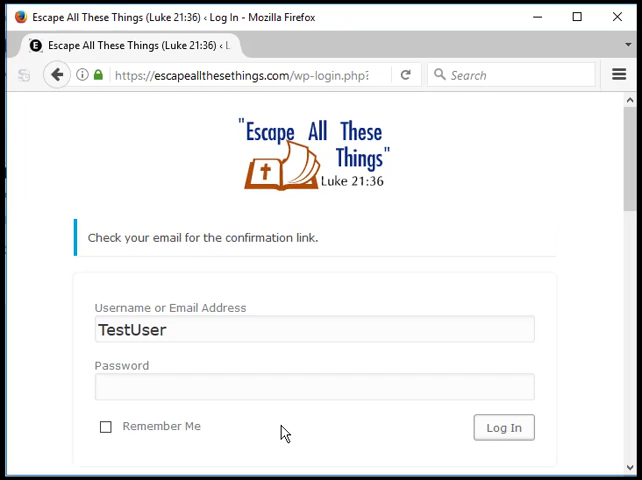 Escape All These Things (Luke 21:36) ‹ Log In - Mozilla Firefox
Escape All These Things (Luke 21:36) ‹ L
https://escapeallthesethings.com/wp-login.php?
Search
"Escape All These
Things"
Luke 21:36
Check your email for the confirmation link.
Username or Email Address
TestUser
Password
Remember Me
Log In